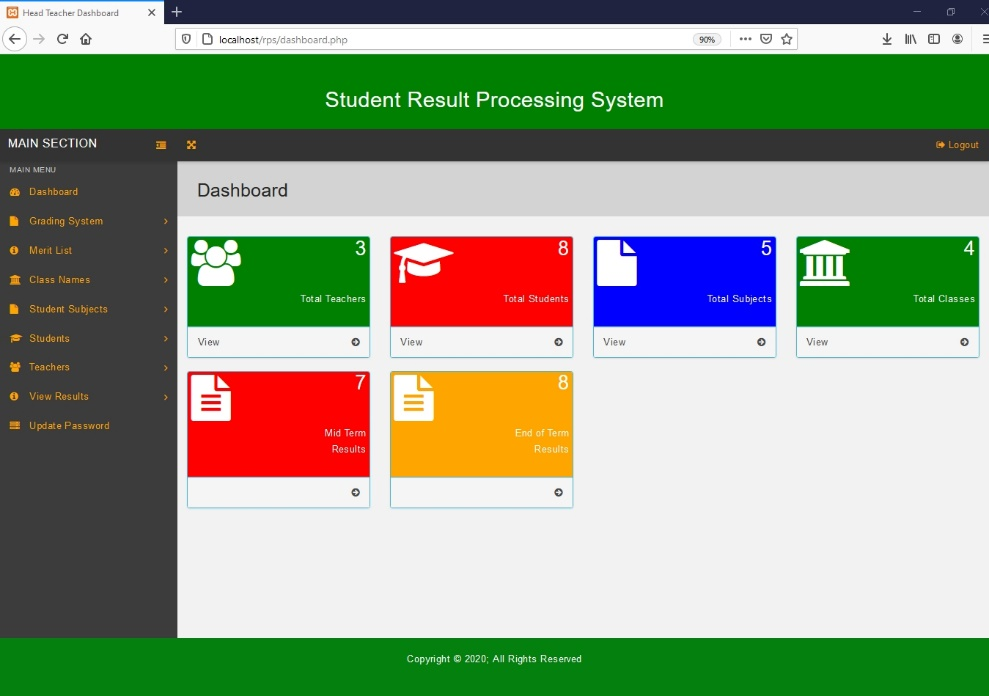 Head Teacher Dashboard
localhost/rps/dashboard.php
90%
Student Result Processing System
MAIN SECTION
Logout
MAIN MENU
Dashboard
Grading System
Merit List
Class Names
Student Subjects
Students
Teachers
View Results
Update Password
Dashboard
3
Total Teachers
View
8
Total Students
View
5
Total Subjects
View
4
Total Classes
View
7
Mid Term
Results
8
End of Term
Results
Copyright © 2020; All Rights Reserved